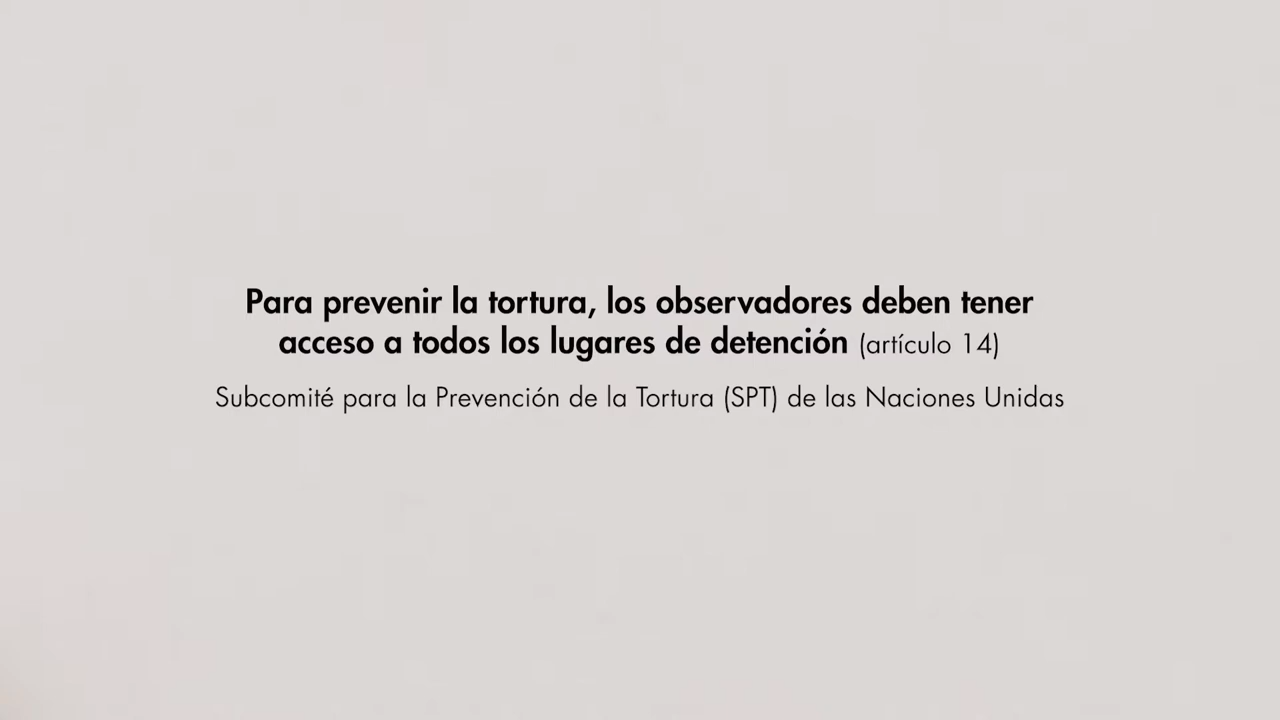 Para prevenir la tortura, los observadores deben tener
acceso a todos los lugares de detención (artículo 14)
Subcomité para la Prevención de la Tortura (SPT) de las Naciones Unidas